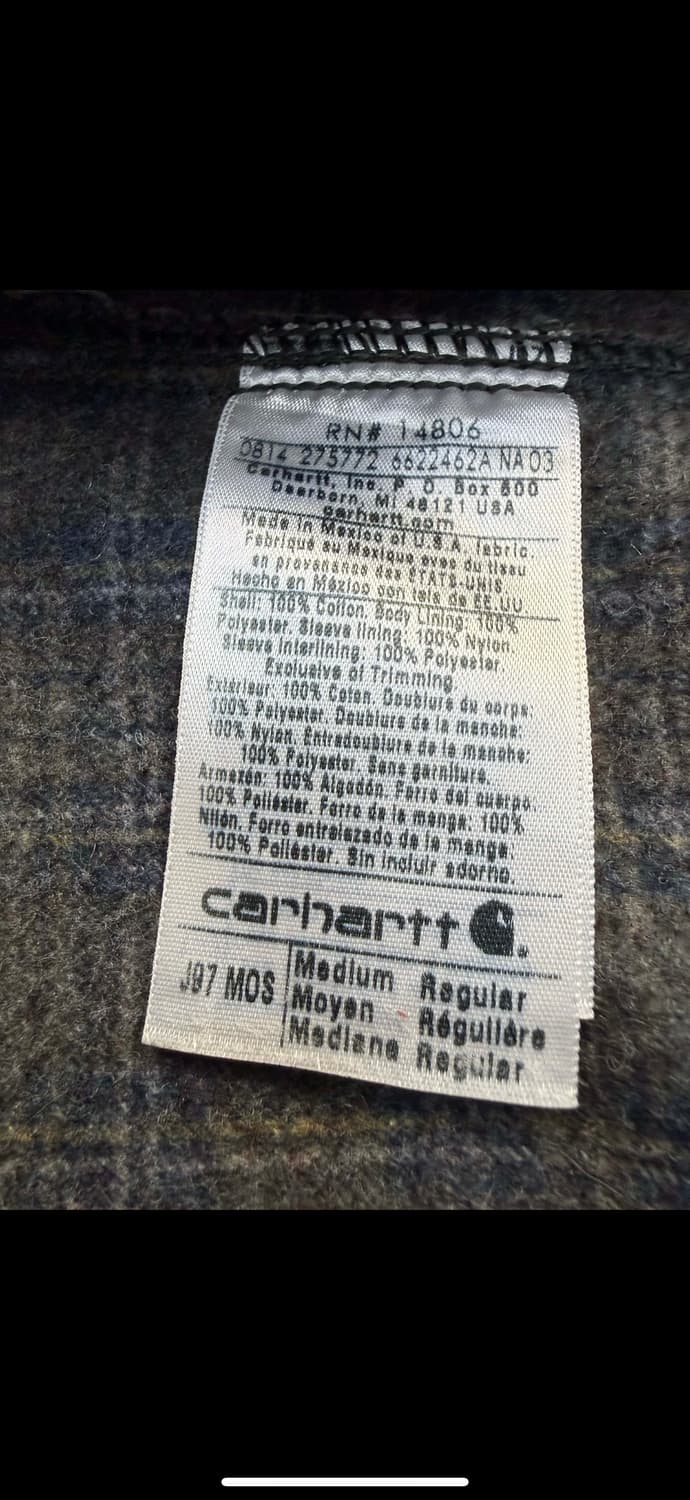 RN# 14806
0814 275772 6622462A NA 03
Carhartt, Inc. P. O. Box 600
Dearborn, MI 48121 USA
carhartt.com
Made in Mexico of U.S.A. fabric.
Fabriqué au Mexique avec du tissu
en provenance des ÉTATS-UNIS
Hecho en México con tela de EE.UU
Shell: 100% Cotton. Body Lining: 100%
Polyester. Sleeve lining: 100% Nylon.
Sleeve Interlining: 100% Polyester.
Exclusive of Trimming.
Extérieur: 100% Coton. Doublure du corps:
100% Polyester. Doublure de la manche:
100% Nylon. Entredoublure de la manche:
100% Polyester. Sans garniture.
Armazón: 100% Algodón. Forro del cuerpo:
100% Poliéster. Forro de la manga: 100%
Nilón. Forro entrelazado de la manga:
100% Poliéster. Sin incluir adorno.
carhartt
J97 MOS
Medium Regular
Moyen Régulière
Mediano Regular